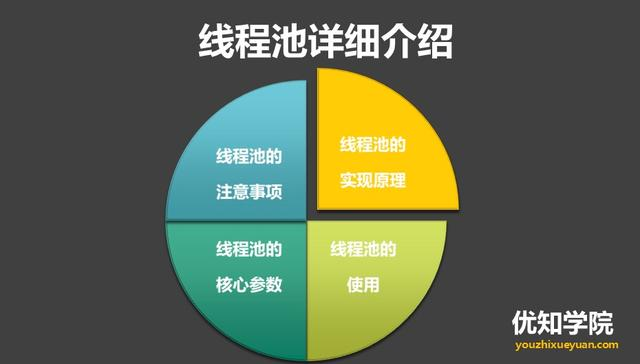 线程池详细介绍
线程池的
注意事项
线程池的
实现原理
线程池的
核心参数
线程池的
使用
优知学院
youzhixueyuan.com